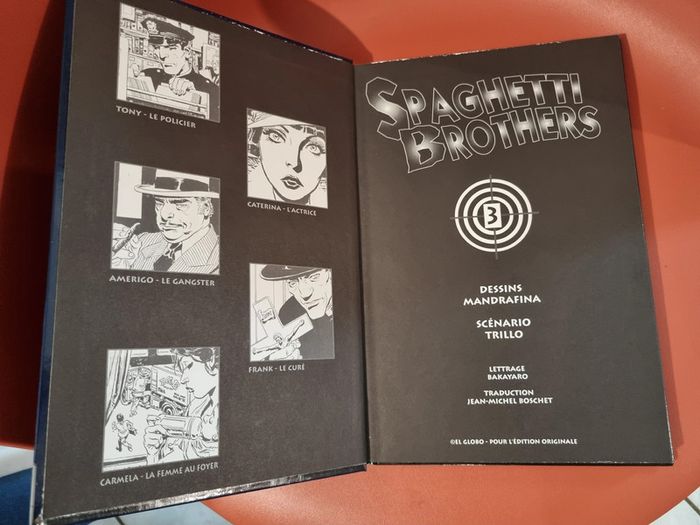 TONY - LE POLICIER
CATERINA - L'ACTRICE
AMERIGO - LE GANGSTER
FRANK - LE CURÉ
CARMELA - LA FEMME AU FOYER
SPAGHETTI
BROTHERS
3
DESSINS
MANDRAFINA
SCÉNARIO
TRILLO
LETTRAGE
BAKAYARO
TRADUCTION
JEAN-MICHEL BOSCHET
©EL GLOBO - POUR L'ÉDITION ORIGINALE